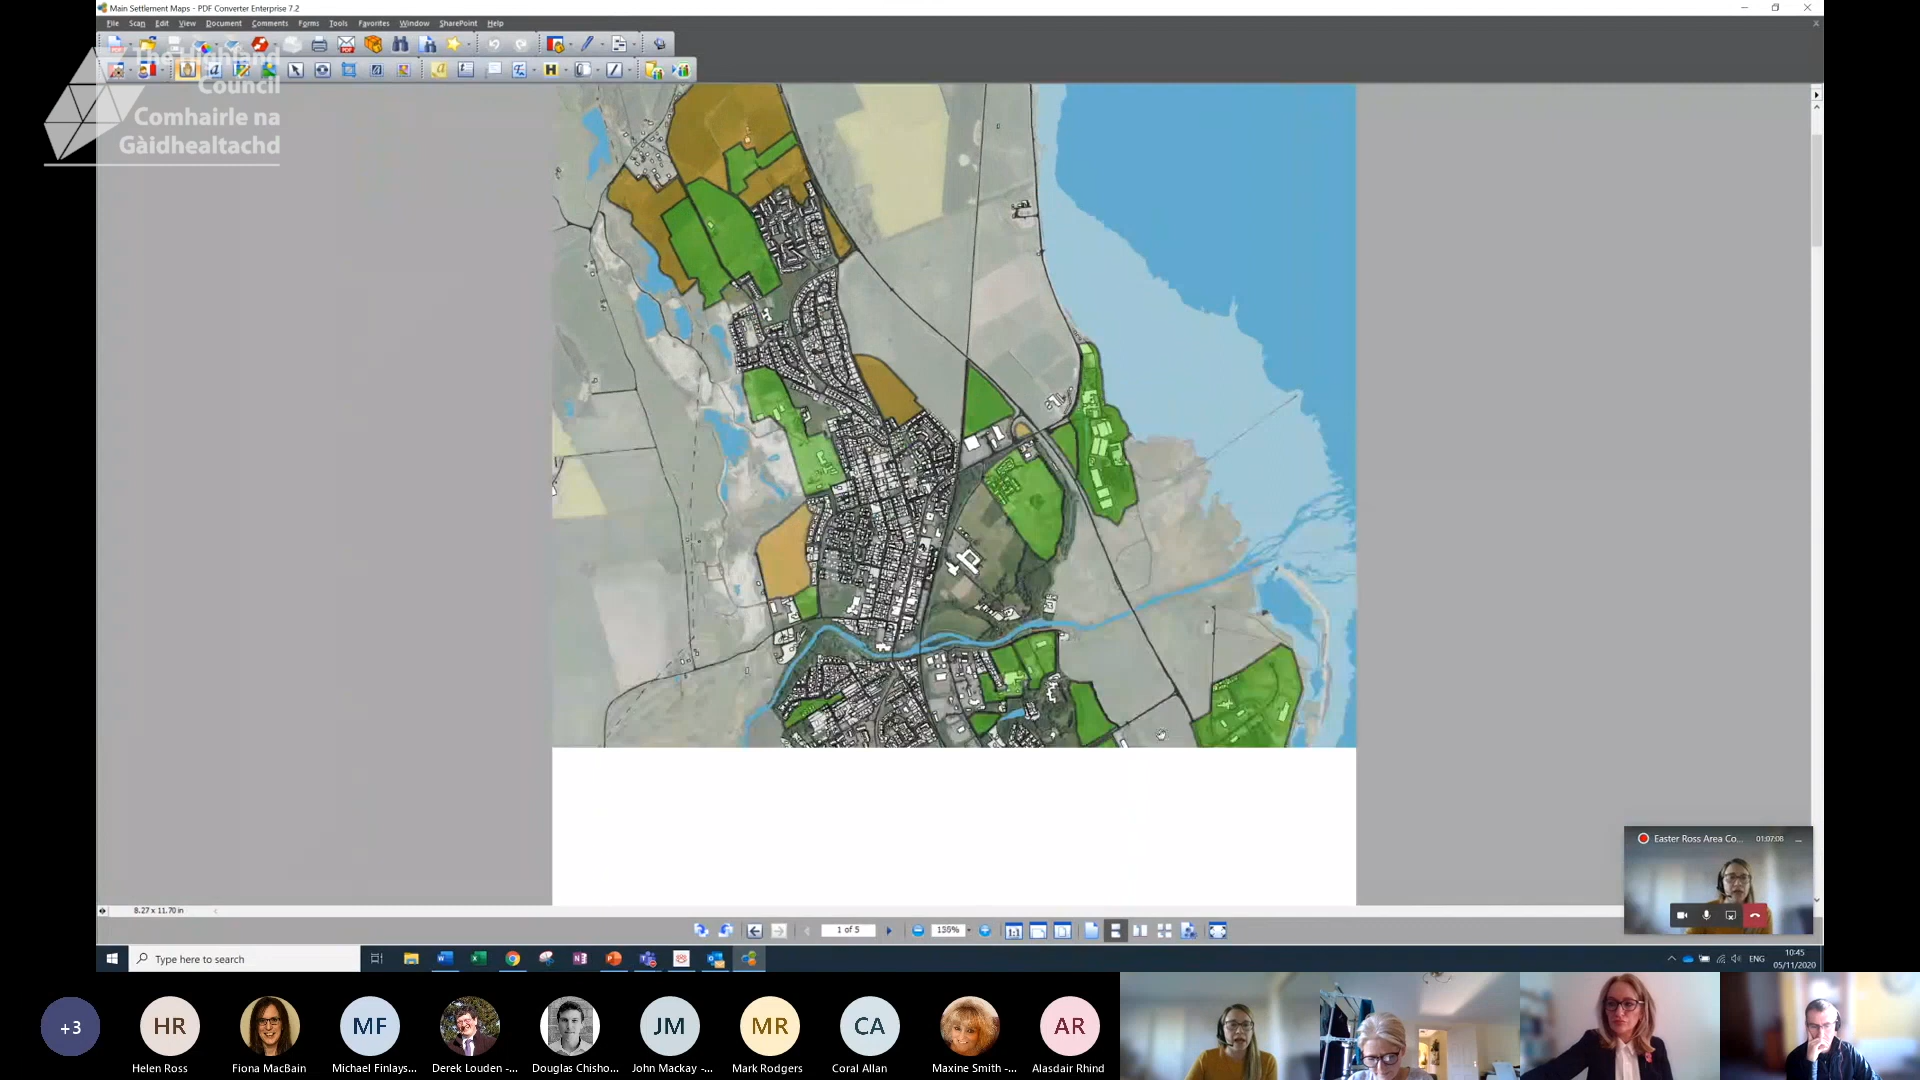 Main Settlement Maps - PDF Converter Enterprise 7.2
File Scan Edit View Document Comments Forms Tools Favorites Window SharePoint Help
The Highland
Council
Comhairle na
Gàidhealtachd
Easter Ross Area Co... 01:07:08
8.27 x 11.70 in
1 of 5
Type here to search
ENG
10:45
05/11/2020
+3
HR
MF
JM
MR
CA
AR
Helen Ross
Fiona MacBain
Michael Finlays...
Derek Louden -...
Douglas Chisho...
John Mackay -...
Mark Rodgers
Coral Allan
Maxine Smith -...
Alasdair Rhind